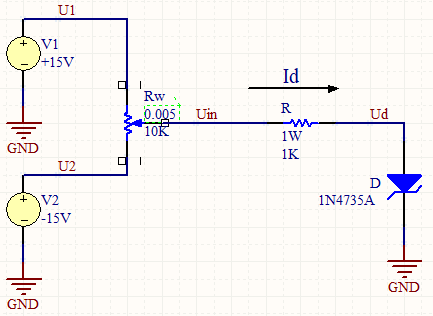 U1
V1
+15V
GND
Id
Rw
0.005
10K
Uin
R
1W
1K
Ud
U2
V2
-15V
GND
D
1N4735A
GND